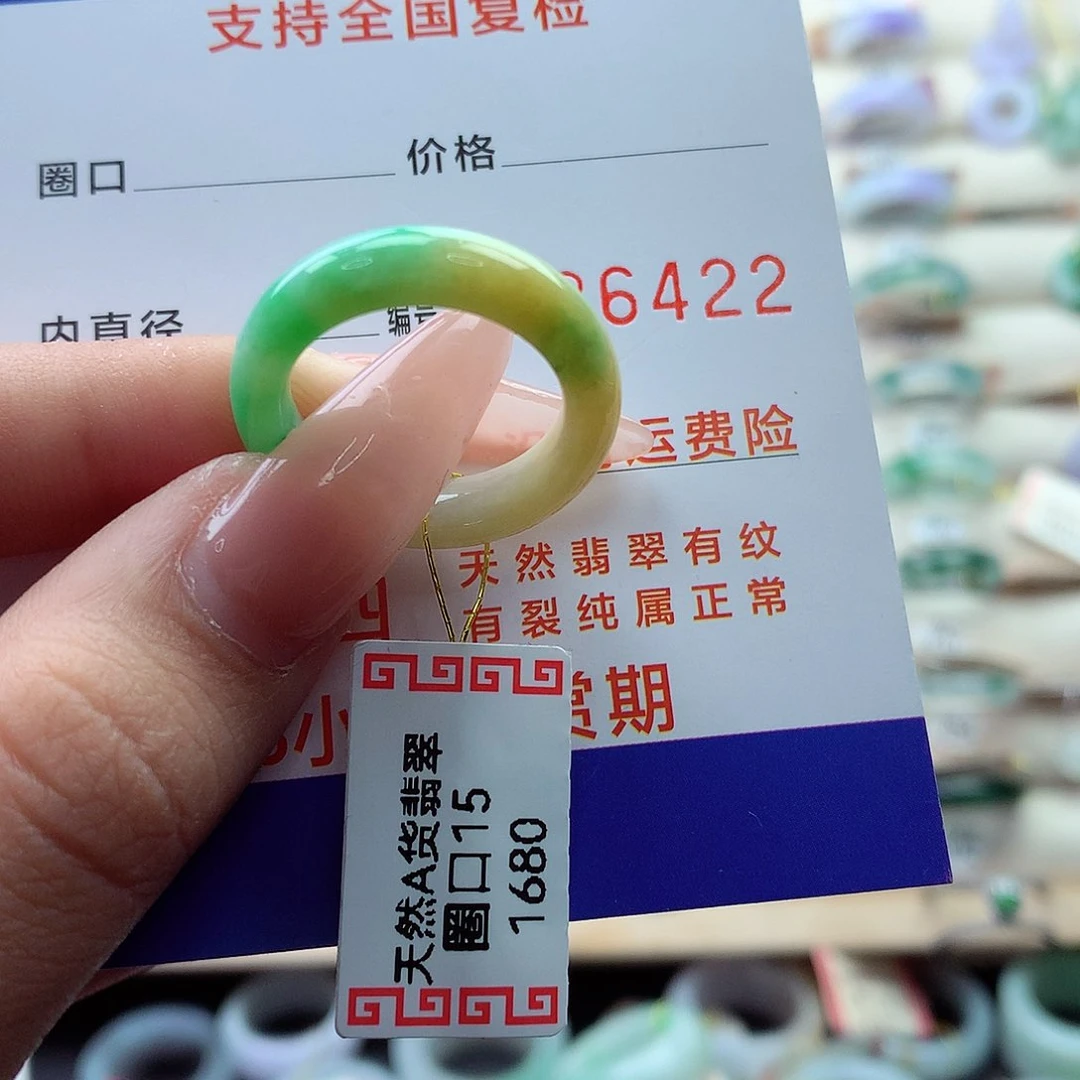 支持全国复检
圈口 价格
内直径 编
6422
运费险
天然翡翠有纹
有裂纯属正常
小 赏期
天然A货翡翠
圈口15
1680